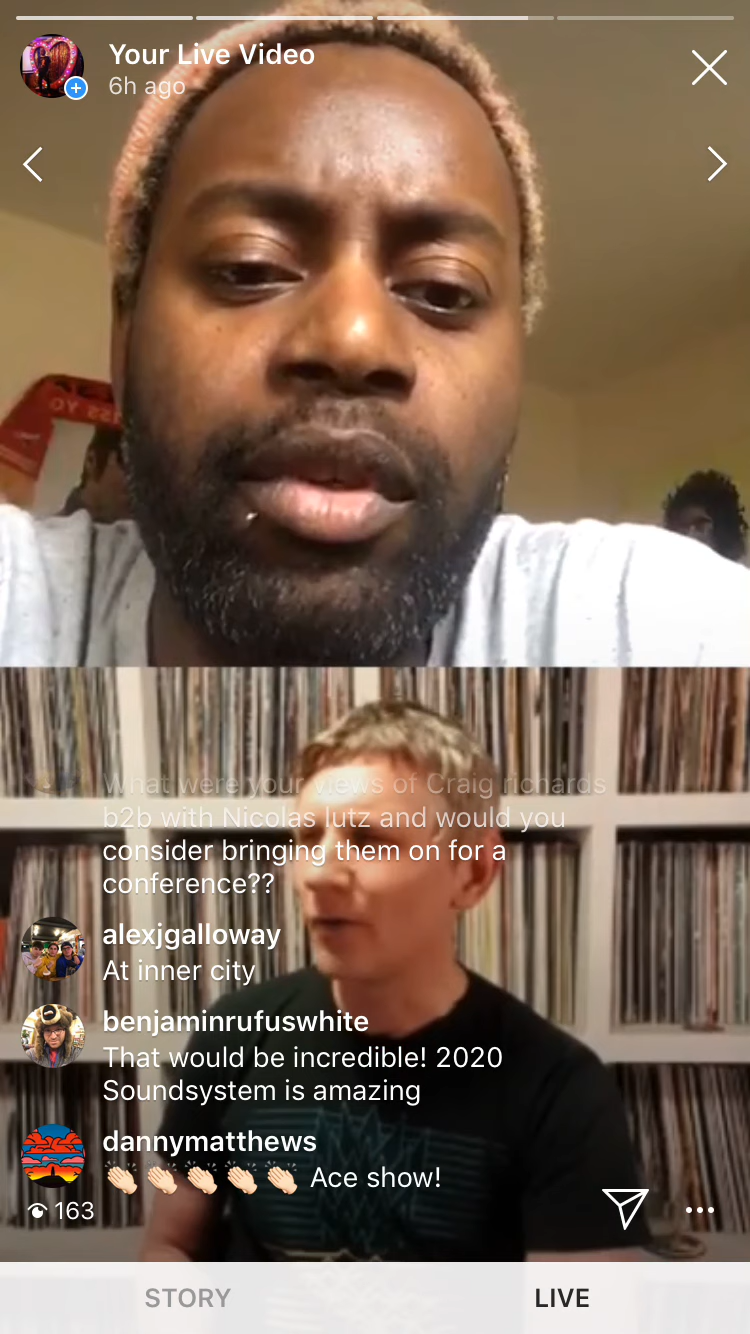 Your Live Video
6h ago
What were your views of Craig richards
b2b with Nicolas lutz and would you
consider bringing them on for a
conference??
alexjgalloway
At inner city
benjaminrufuswhite
That would be incredible! 2020
Soundsystem is amazing
dannymatthews
👏🏻👏🏻👏🏻👏🏻👏🏻 Ace show!
163
STORY
LIVE